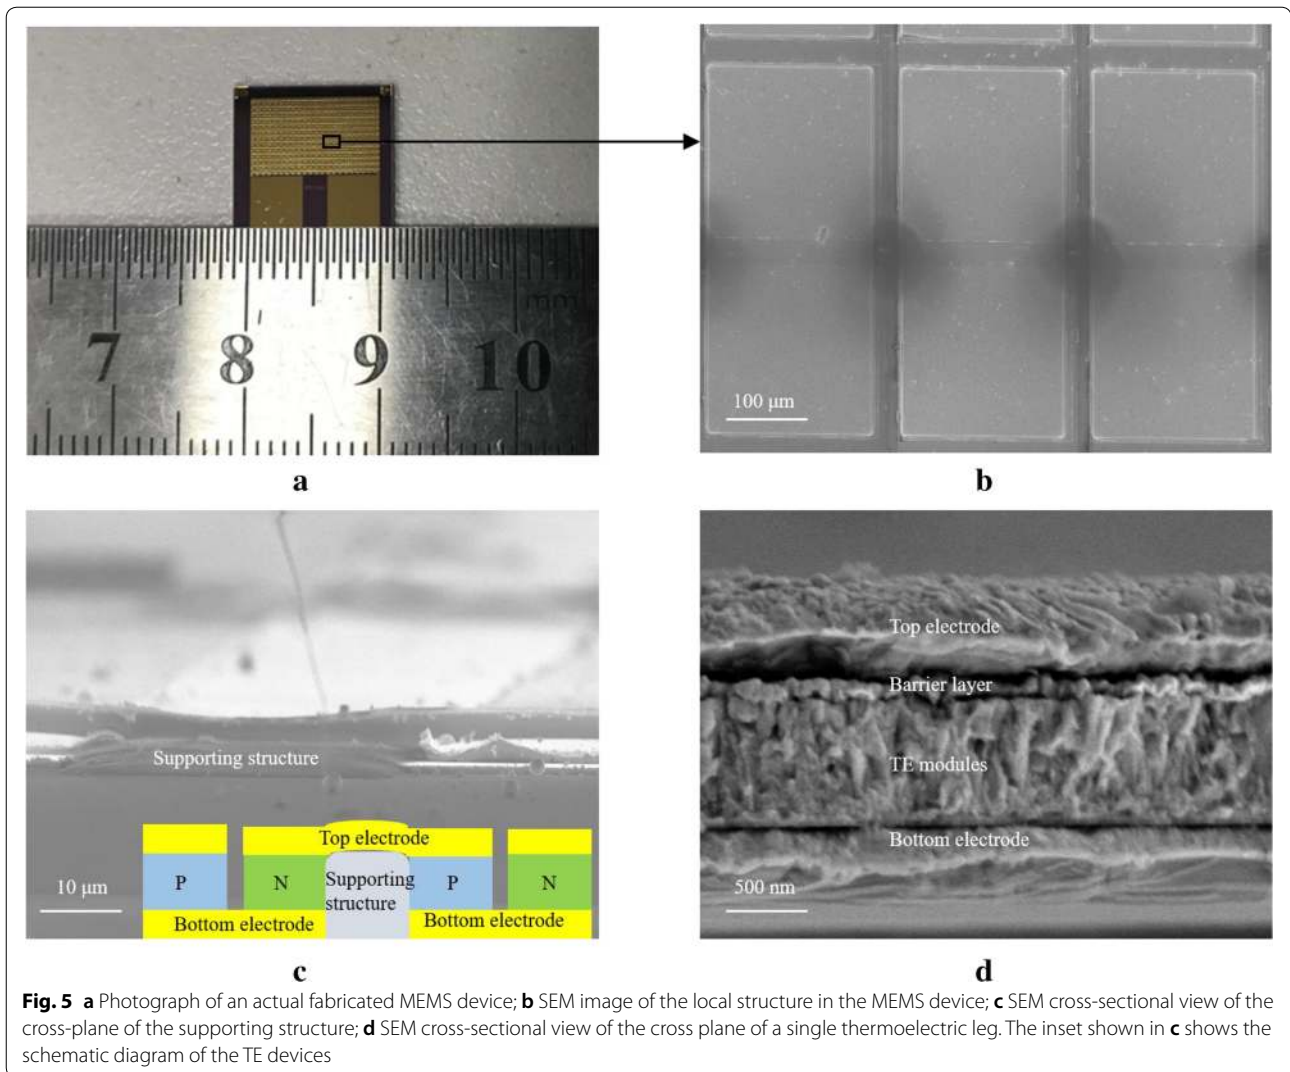 mm
7 8 9 10
a
100 μm
b
Supporting structure
Top electrode
P N Supporting structure P N
Bottom electrode Bottom electrode
10 μm
c
Top electrode
Barrier layer
TE modules
Bottom electrode
500 nm
d
Fig. 5 a Photograph of an actual fabricated MEMS device; b SEM image of the local structure in the MEMS device; c SEM cross-sectional view of the
cross-plane of the supporting structure; d SEM cross-sectional view of the cross plane of a single thermoelectric leg. The inset shown in c shows the
schematic diagram of the TE devices